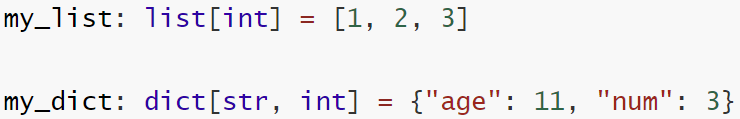 my_list: list[int] = [1, 2, 3]
my_dict: dict[str, int] = {"age": 11, "num": 3}